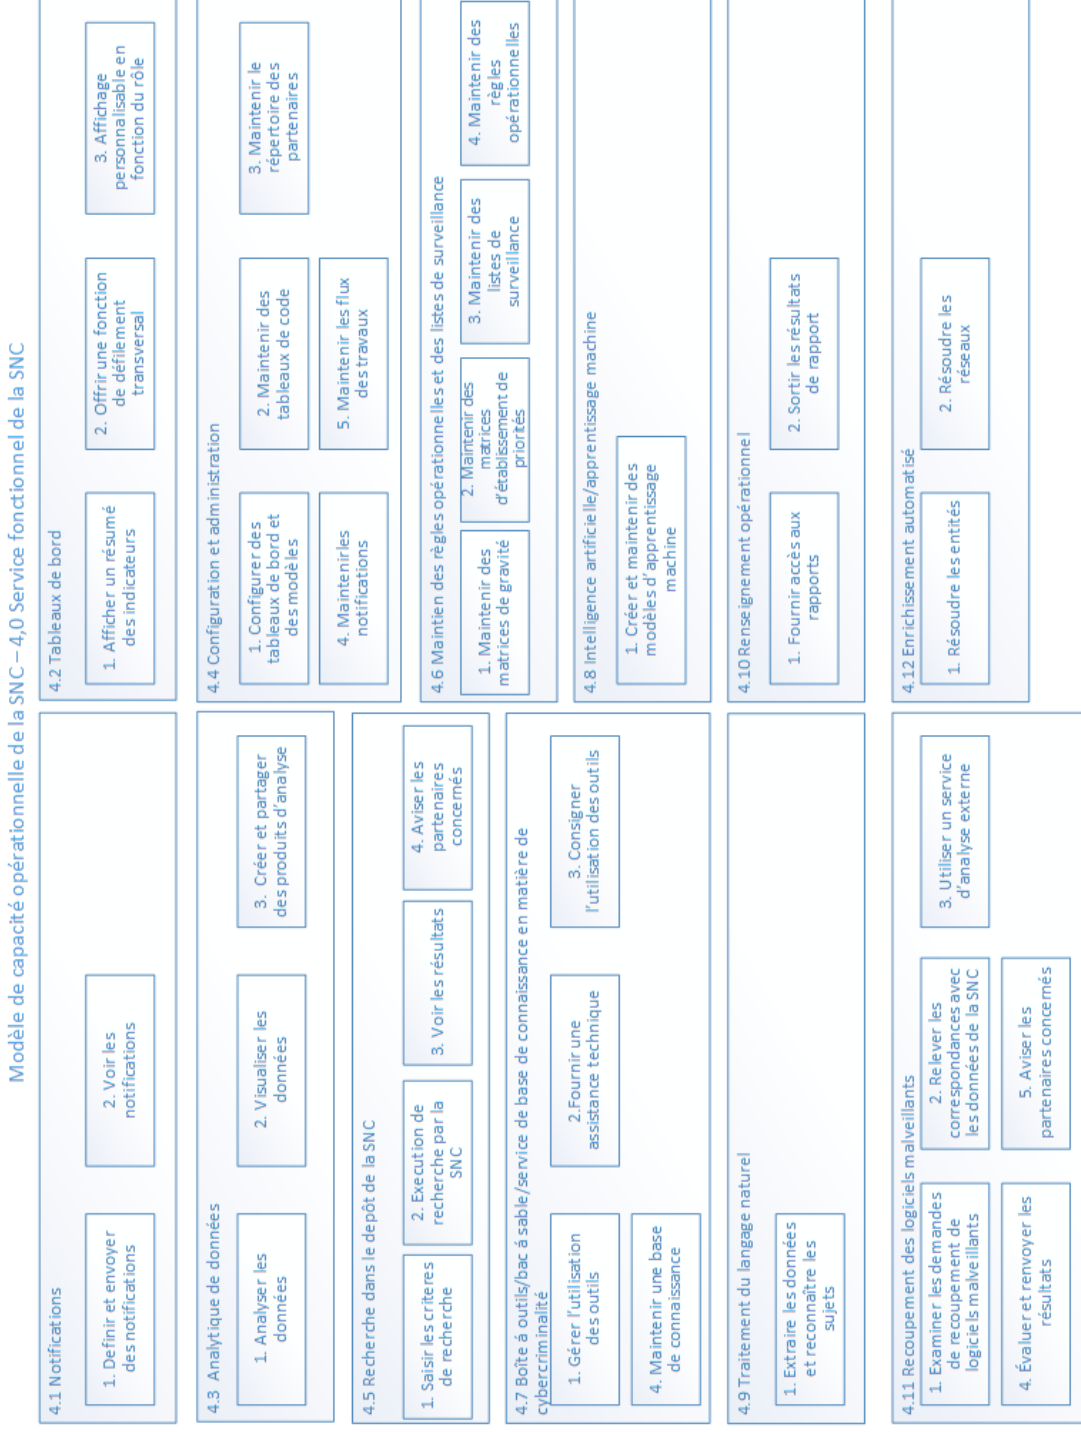 Modèle de capacité opérationnelle de la SNC – 4,0 Service fonctionnel de la SNC
4.1 Notifications
1. Definir et envoyer
des notifications
2. Voir les
notifications
4.2 Tableaux de bord
1. Afficher un résumé
des indicateurs
2. Offrir une fonction
de défilement
transversal
3. Affichage
personnalisable en
fonction du rôle
4.3 Analytique de données
1. Analyser les
données
2. Visualiser les
données
3. Créer et partager
des produits d'analyse
4.4 Configuration et administration
1. Configurer des
tableaux de bord et
des modèles
2. Maintenir des
tableaux de code
3. Maintenir le
répertoire des
partenaires
4. Maintenir les
notifications
5. Maintenir les flux
des travaux
4.5 Recherche dans le depôt de la SNC
1. Saisir les criteres
de recherche
2. Execution de
recherche par la
SNC
3. Voir les résultats
4. Aviser les
partenaires
concernés
4.6 Maintien des règles opérationnelles et des listes de surveillance
1. Maintenir des
matrices de gravité
2. Maintenir des
matrices
d'établissement de
priorités
3. Maintenir des
listes de
surveillance
4. Maintenir des
règles
opérationnelles
4.7 Boîte á outils/bac á sable/service de base de connaissance en matière de
cybercriminalité
1. Gérer l'utilisation
des outils
2.Fournir une
assistance technique
3. Consigner
l'utilisation des outils
4. Maintenir une base
de connaissance
4.8 Intelligence artificielle/apprentissage machine
1. Créer et maintenir des
modèles d'apprentissage
machine
4.9 Traitement du langage naturel
1. Extraire les données
et reconnaître les
sujets
4.10 Renseignement opérationnel
1. Fournir accès aux
rapports
2. Sortir les résultats
de rapport
4.11 Recoupement des logiciels malveillants
1. Examiner les demandes
de recoupement de
logiciels malveillants
2. Relever les
correspondances avec
les données de la SNC
3. Utiliser un service
d'analyse externe
4. Évaluer et renvoyer les
résultats
5. Aviser les
partenaires concernés
4.12 Enrichissement automatisé
1. Résoudre les entités
2. Résoudre les
réseaux